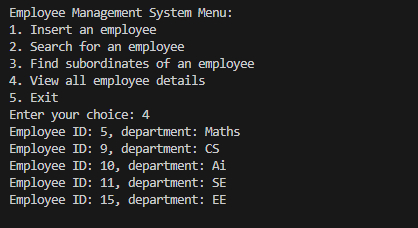 Employee Management System Menu:
1. Insert an employee
2. Search for an employee
3. Find subordinates of an employee
4. View all employee details
5. Exit
Enter your choice: 4
Employee ID: 5, department: Maths
Employee ID: 9, department: CS
Employee ID: 10, department: Ai
Employee ID: 11, department: SE
Employee ID: 15, department: EE